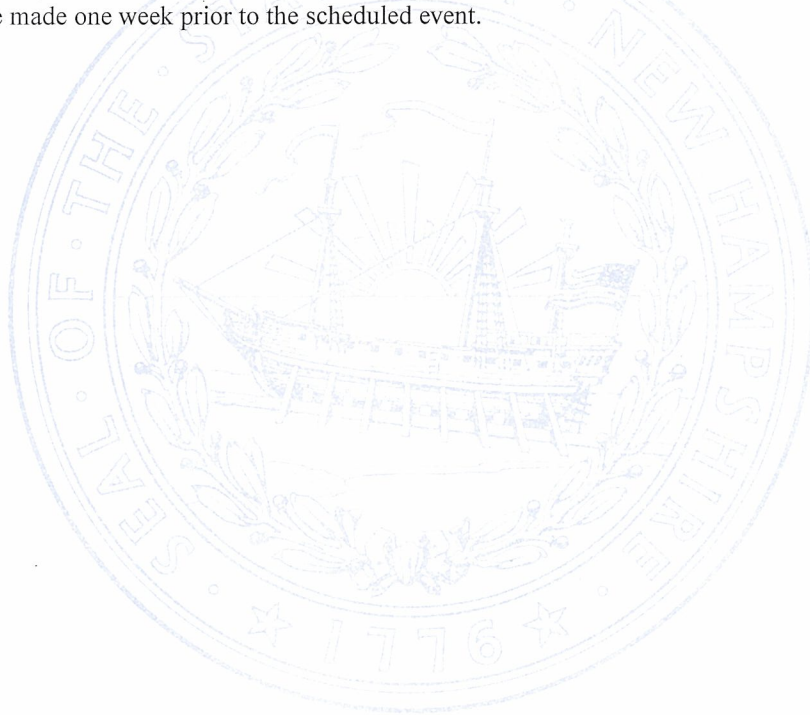 made one week prior to the scheduled event.
SEAL · OF · THE · NEW HAMPSHIRE
★ 1776 ★